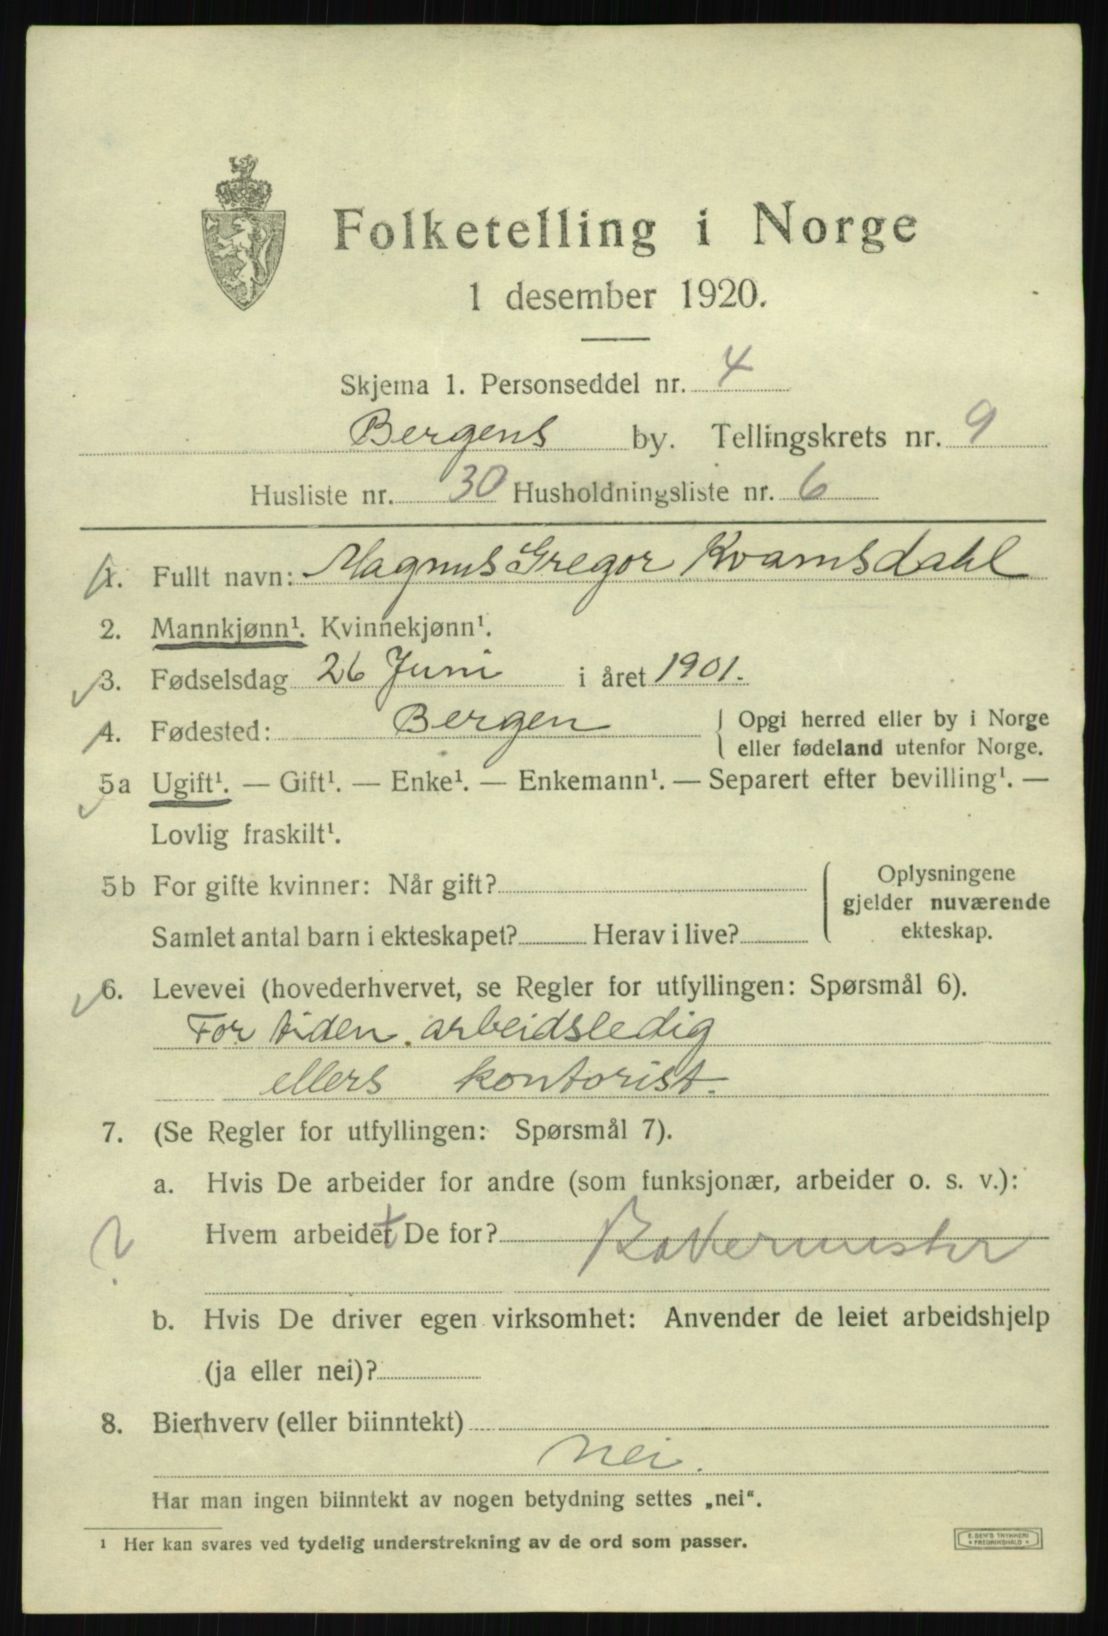 Folketelling i Norge
1 desember 1920.
Skjema 1. Personseddel nr. 4
Bergens by. Tellingskrets nr. 9
Husliste nr. 30 Husholdningsliste nr. 6
1. Fullt navn: Magnus Gregor Kvamsdahl
2. Mannkjønn¹. Kvinnekjønn¹.
3. Fødselsdag 26 Juni i året 1901.
4. Fødested: Bergen Opgi herred eller by i Norge
eller fødeland utenfor Norge.
5a Ugift¹. — Gift¹. — Enke¹. — Enkemann¹. — Separert efter bevilling¹. —
Lovlig fraskilt¹.
5b For gifte kvinner: Når gift?
Samlet antal barn i ekteskapet? Herav i live?
Oplysningene
gjelder nuværende
ekteskap.
6. Levevei (hovederhvervet, se Regler for utfyllingen: Spørsmål 6).
For tiden arbeidsledig
ellers kontorist.
7. (Se Regler for utfyllingen: Spørsmål 7).
a. Hvis De arbeider for andre (som funksjonær, arbeider o. s. v.):
?
Hvem arbeidet De for?
b. Hvis De driver egen virksomhet: Anvender de leiet arbeidshjelp
(ja eller nei)?
8. Bierhverv (eller biinntekt)
nei.
Har man ingen biinntekt av nogen betydning settes „nei“.
¹ Her kan svares ved tydelig understrekning av de ord som passer.
E. SEM'S TRYKKERI
FREDRIKSHALD